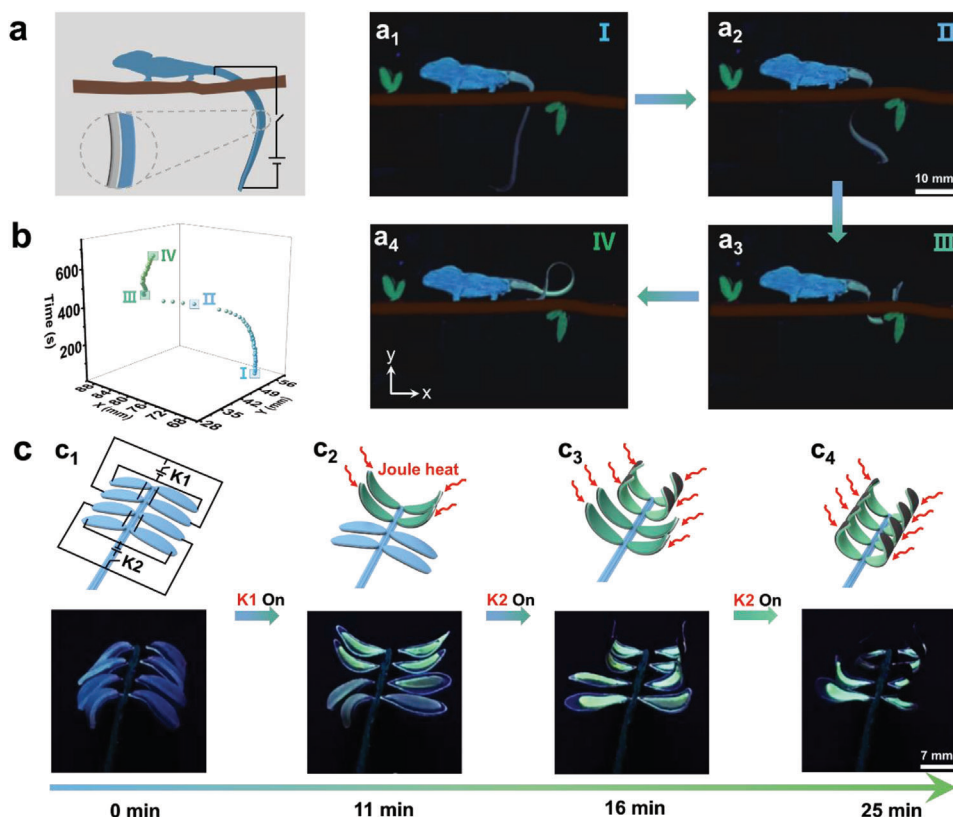 a
a1 I
a2 II
10 mm
b
Time (s)
600
400
200
IV
III
II
I
88 84 80 76 72 68
X (mm)
28 35 42 49 56
Y (mm)
a4 IV
y
x
a3 III
c
c1
K1
K2
c2
Joule heat
c3
c4
K1 On
K2 On
K2 On
7 mm
0 min
11 min
16 min
25 min